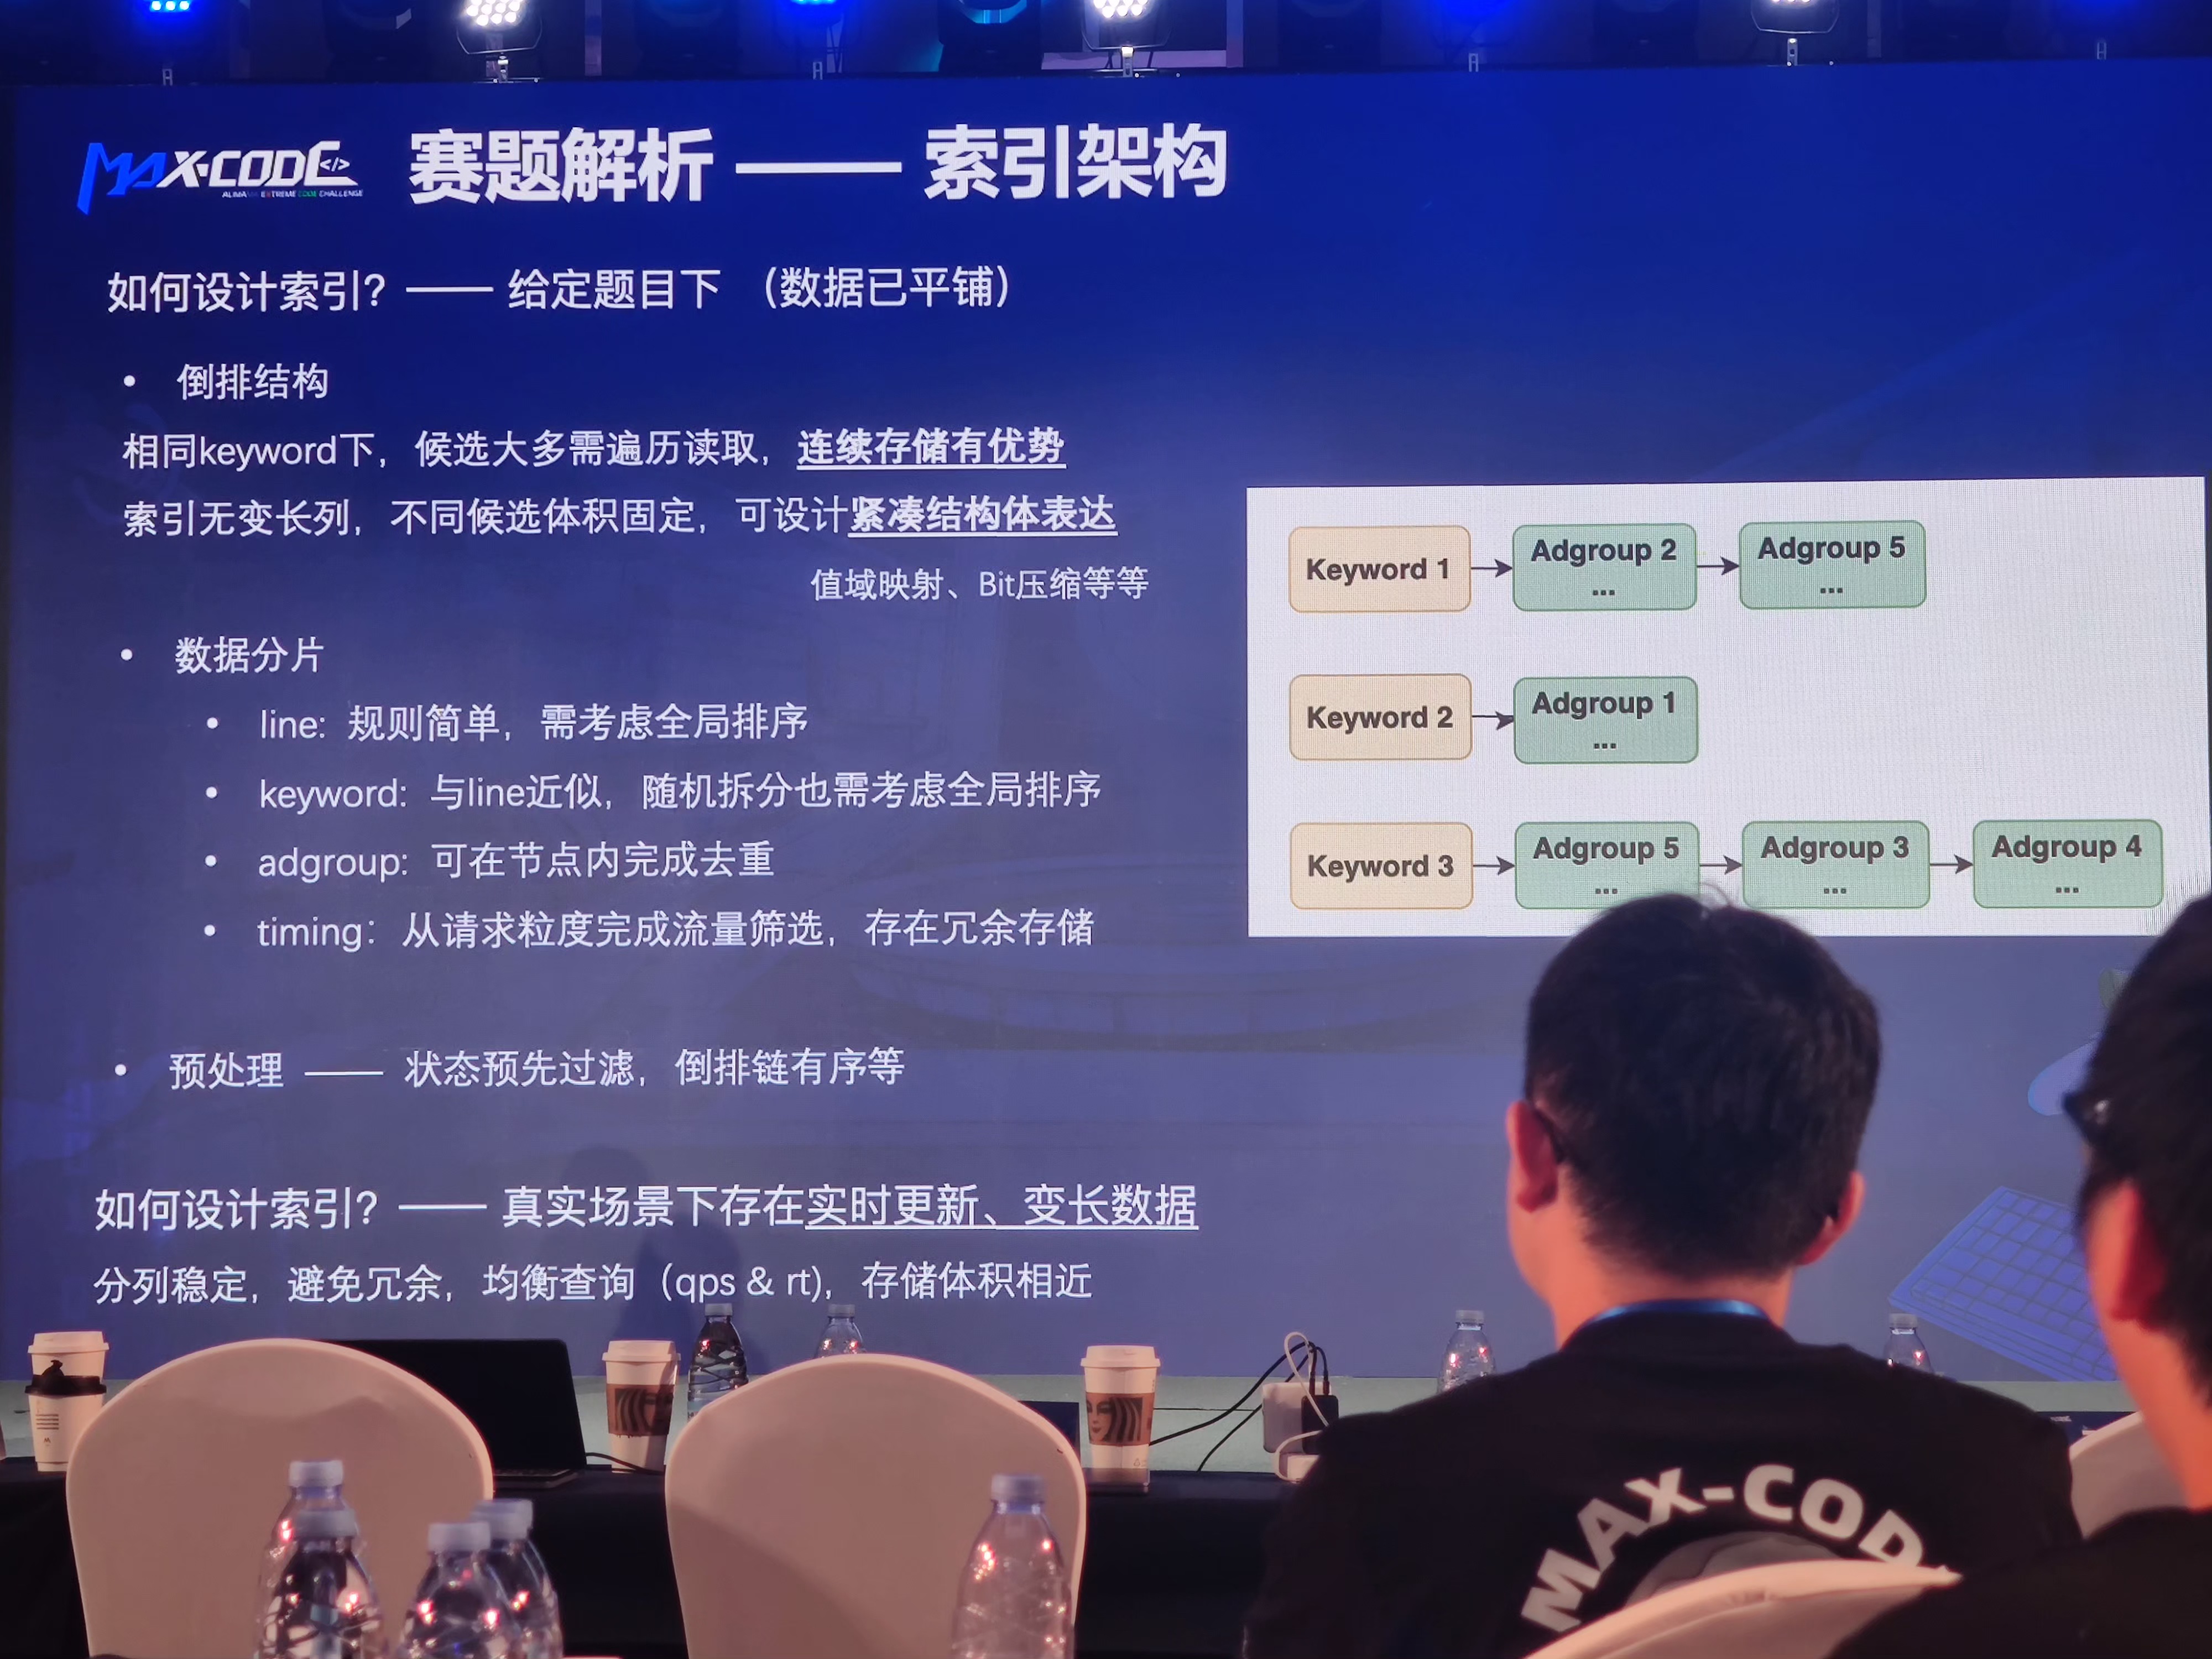 MAX-CODE </>
ALIMAMA EXTREME CODE CHALLENGE
赛题解析 —— 索引架构
如何设计索引? —— 给定题目下 （数据已平铺）
• 倒排结构
相同keyword下，候选大多需遍历读取，连续存储有优势
索引无变长列，不同候选体积固定，可设计紧凑结构体表达
值域映射、Bit压缩等等
• 数据分片
• line: 规则简单，需考虑全局排序
• keyword: 与line近似，随机拆分也需考虑全局排序
• adgroup: 可在节点内完成去重
• timing：从请求粒度完成流量筛选，存在冗余存储
• 预处理 —— 状态预先过滤，倒排链有序等
如何设计索引? —— 真实场景下存在实时更新、变长数据
分列稳定，避免冗余，均衡查询（qps & rt)，存储体积相近
Keyword 1
Adgroup 2
...
Adgroup 5
...
Keyword 2
Adgroup 1
...
Keyword 3
Adgroup 5
...
Adgroup 3
...
Adgroup 4
...
MAX-COD